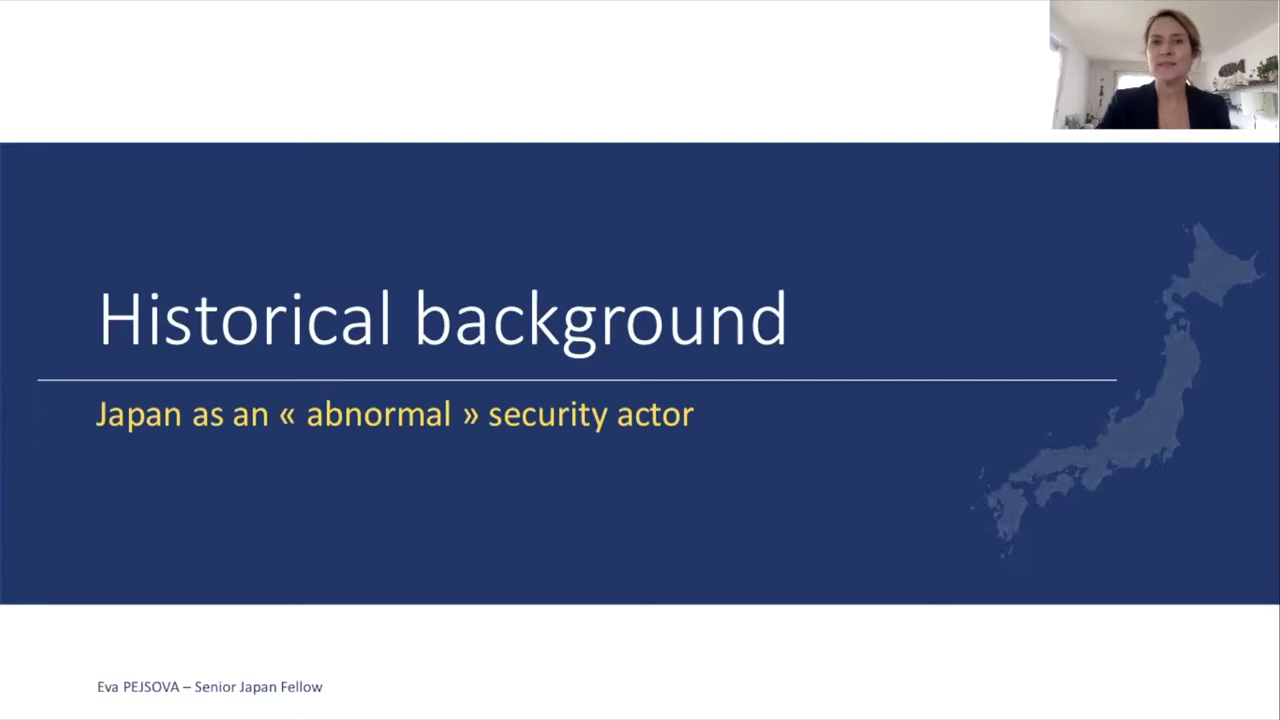 Historical background
Japan as an « abnormal » security actor
Eva PEJSOVA – Senior Japan Fellow